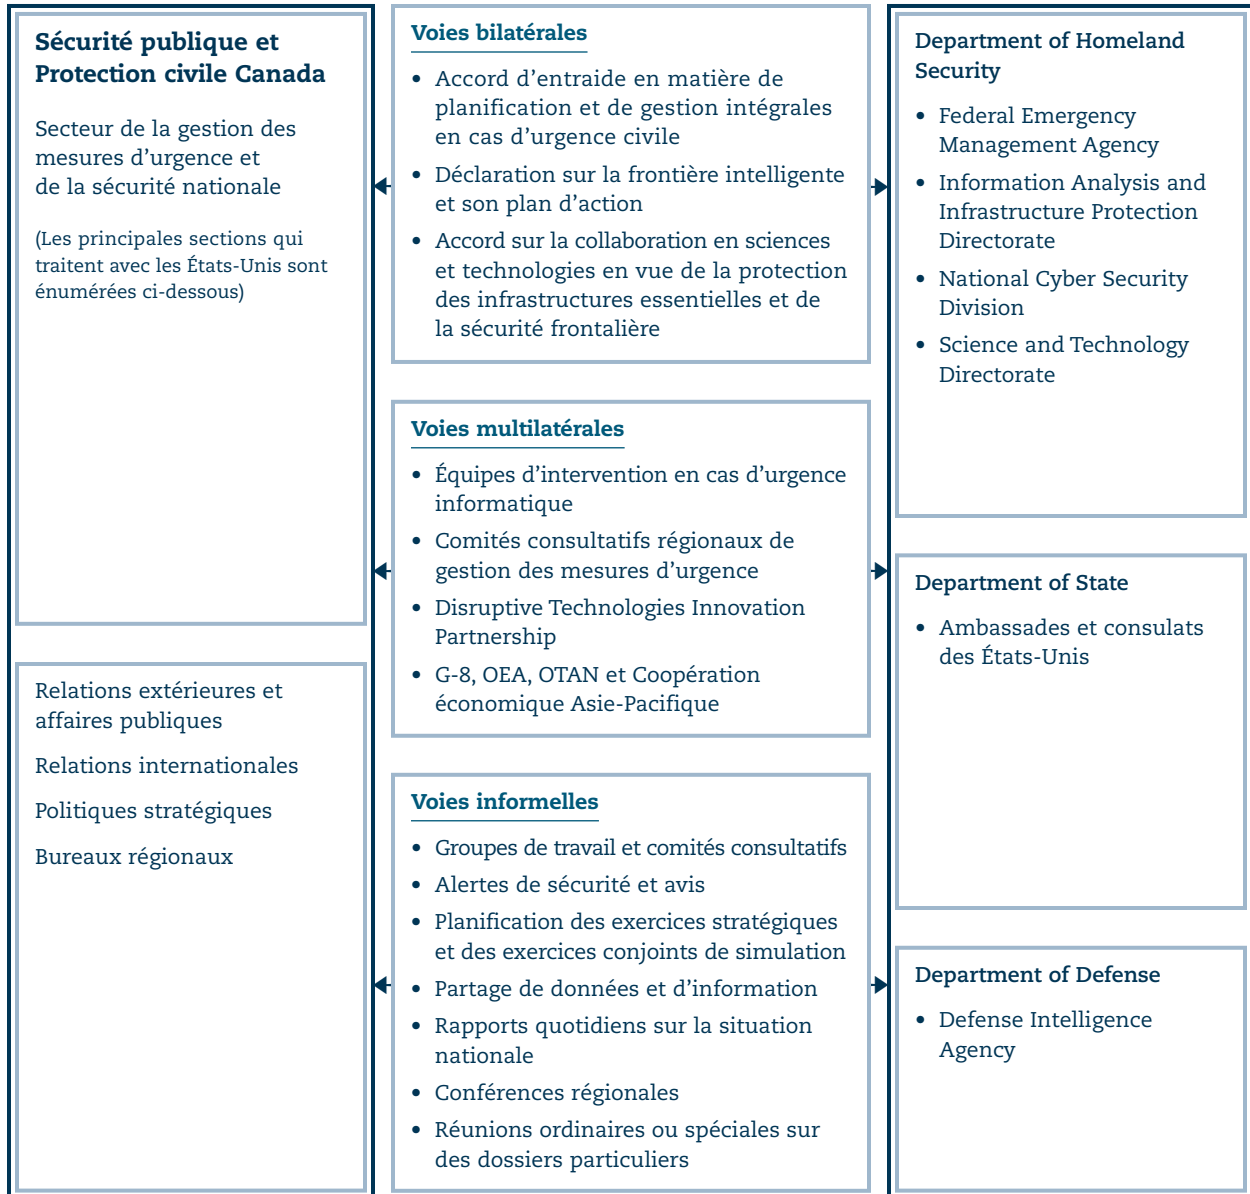 Sécurité publique et
Protection civile Canada
Secteur de la gestion des
mesures d'urgence et
de la sécurité nationale
(Les principales sections qui
traitent avec les États-Unis sont
énumérées ci-dessous)
Relations extérieures et
affaires publiques
Relations internationales
Politiques stratégiques
Bureaux régionaux
Voies bilatérales
• Accord d'entraide en matière de
planification et de gestion intégrales
en cas d'urgence civile
• Déclaration sur la frontière intelligente
et son plan d'action
• Accord sur la collaboration en sciences
et technologies en vue de la protection
des infrastructures essentielles et de
la sécurité frontalière
Voies multilatérales
• Équipes d'intervention en cas d'urgence
informatique
• Comités consultatifs régionaux de
gestion des mesures d'urgence
• Disruptive Technologies Innovation
Partnership
• G-8, OEA, OTAN et Coopération
économique Asie-Pacifique
Voies informelles
• Groupes de travail et comités consultatifs
• Alertes de sécurité et avis
• Planification des exercices stratégiques
et des exercices conjoints de simulation
• Partage de données et d'information
• Rapports quotidiens sur la situation
nationale
• Conférences régionales
• Réunions ordinaires ou spéciales sur
des dossiers particuliers
Department of Homeland
Security
• Federal Emergency
Management Agency
• Information Analysis and
Infrastructure Protection
Directorate
• National Cyber Security
Division
• Science and Technology
Directorate
Department of State
• Ambassades et consulats
des États-Unis
Department of Defense
• Defense Intelligence
Agency